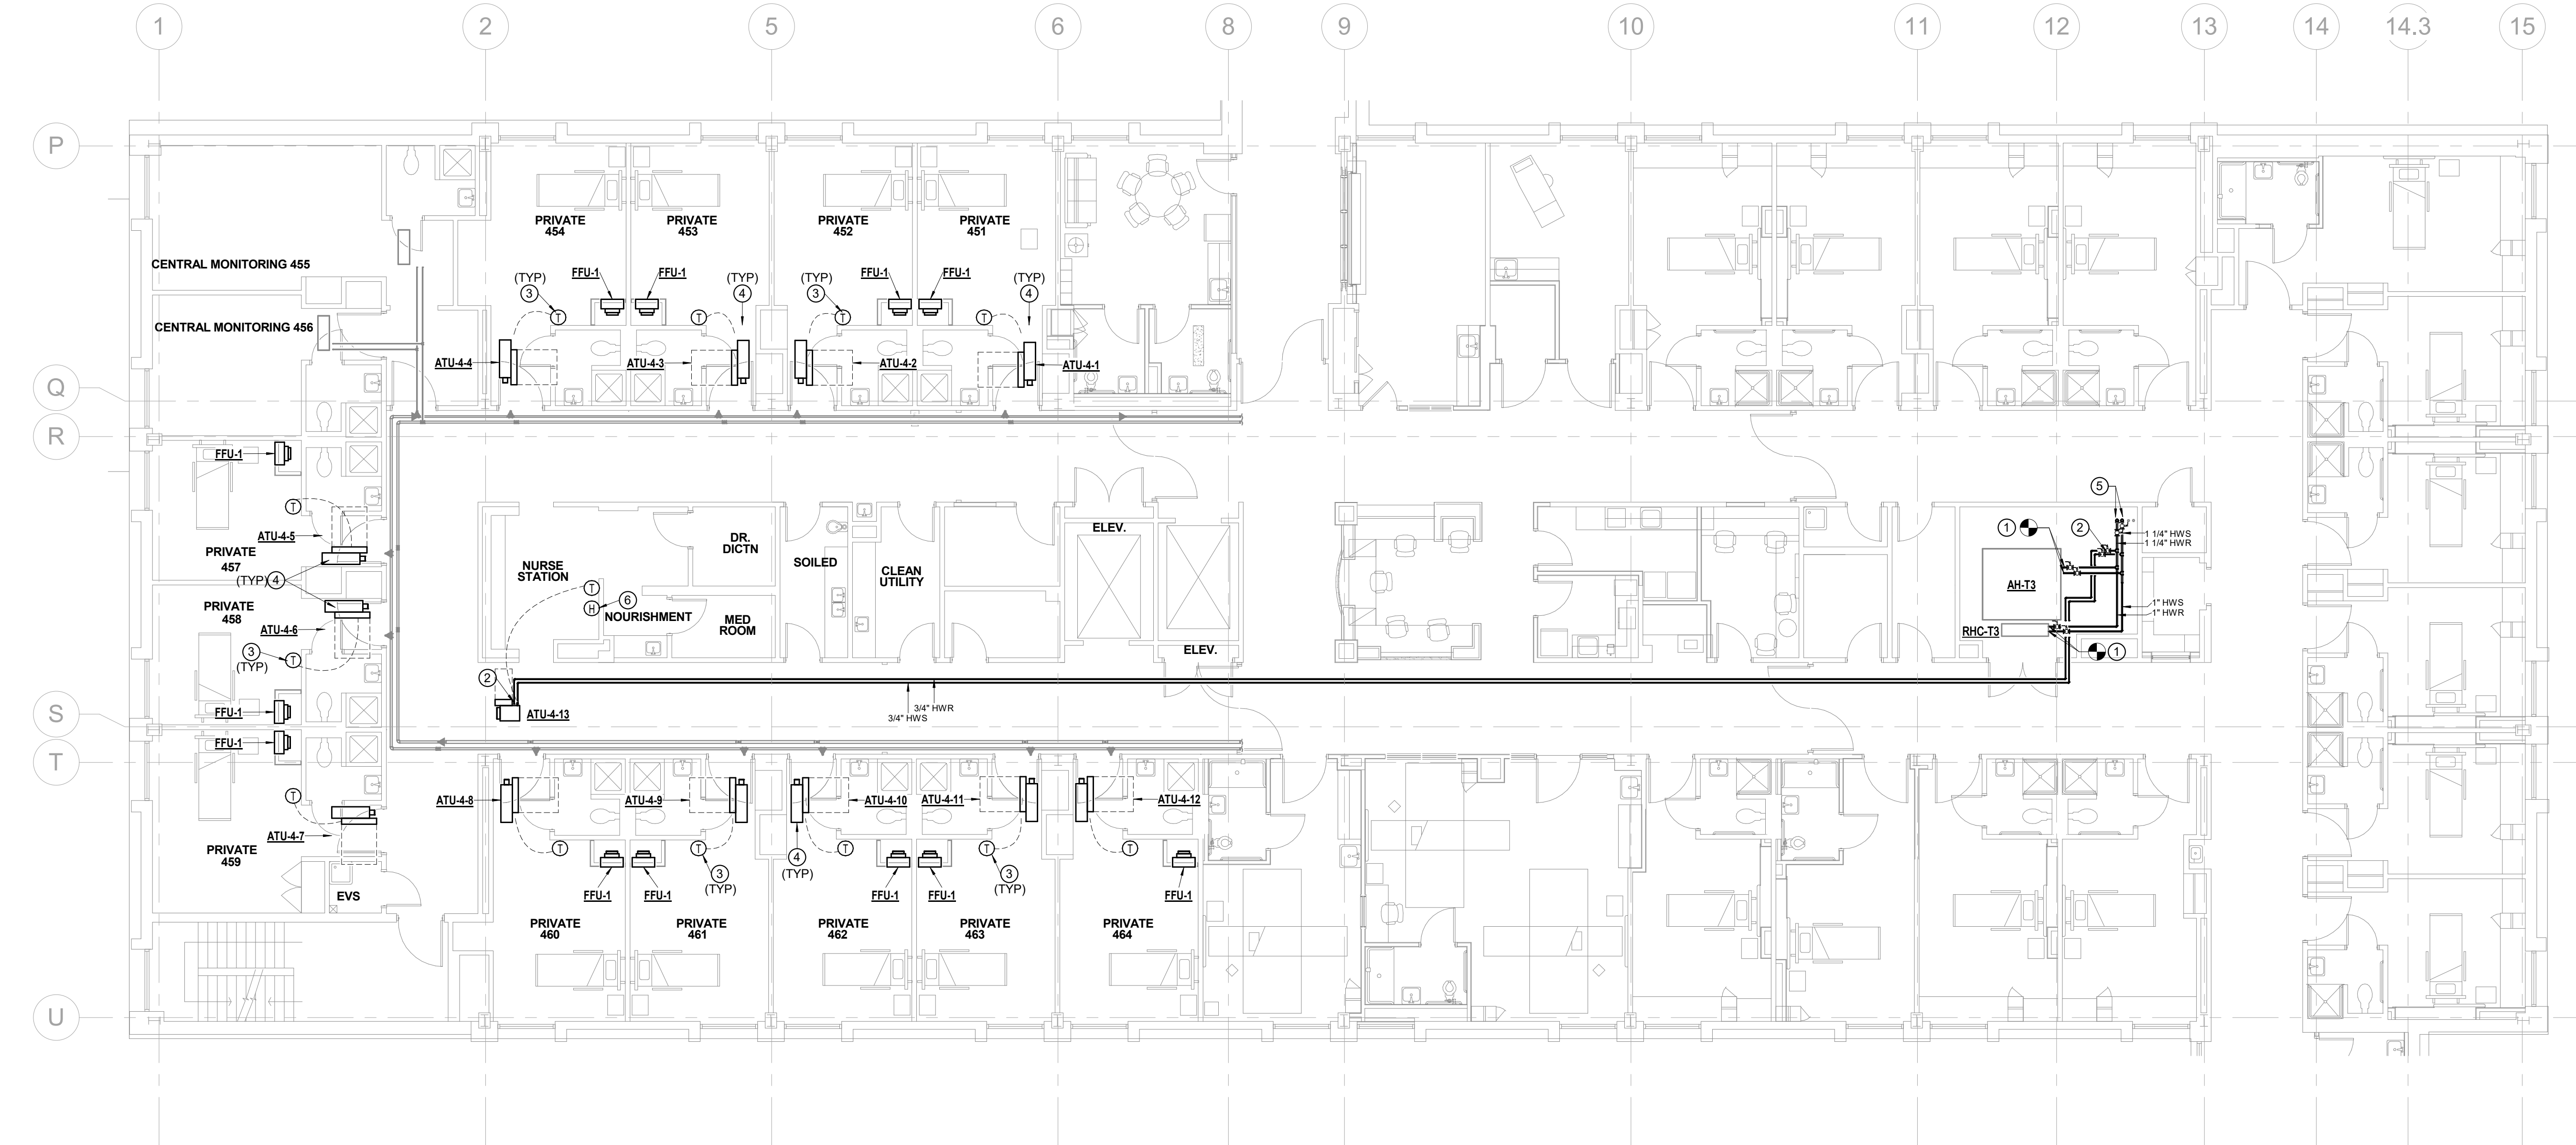 1
2
5
6
8
9
10
11
12
13
14
14.3
15
P
PRIVATE
454
PRIVATE
453
PRIVATE
452
PRIVATE
451
CENTRAL MONITORING 455
(TYP)
3
FFU-1
FFU-1
(TYP)
4
(TYP)
3
FFU-1
FFU-1
(TYP)
4
CENTRAL MONITORING 456
T
T
T
T
ATU-4-4
ATU-4-3
ATU-4-2
ATU-4-1
Q
R
FFU-1
T
ATU-4-5
PRIVATE
457
(TYP)
4
PRIVATE
458
ATU-4-6
3
(TYP)
T
FFU-1
NURSE
STATION
DR.
DICTN
SOILED
CLEAN
UTILITY
ELEV.
T
H
6
NOURISHMENT
MED
ROOM
ELEV.
5
1
2
1 1/4" HWS
1 1/4" HWR
AH-T3
1" HWS
1" HWR
RHC-T3
1
2
ATU-4-13
3/4" HWR
3/4" HWS
S
T
FFU-1
T
ATU-4-7
PRIVATE
459
EVS
ATU-4-8
ATU-4-9
ATU-4-10
ATU-4-11
ATU-4-12
T
T
T
T
T
3
(TYP)
4
(TYP)
3
(TYP)
FFU-1
FFU-1
FFU-1
FFU-1
FFU-1
PRIVATE
460
PRIVATE
461
PRIVATE
462
PRIVATE
463
PRIVATE
464
U